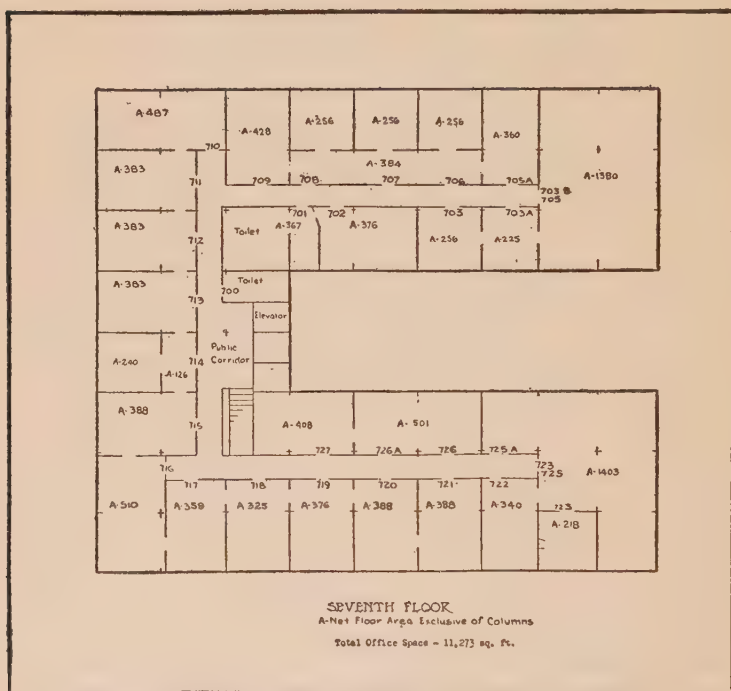 A-487
A-428
A-256
A-256
A-256
A-360
710
A-383
A-384
711
709
708
707
706
705A
703 B
705
A-1380
701
702
703
703A
A-383
712
Toilet
A-367
A-376
A-256
A-225
A-383
713
700
Toilet
Elevator
Public
Corridor
A-240
A-126
714
A-388
715
A-408
A-501
727
726A
726
725A
723
725
A-1403
716
717
718
719
720
721
722
723
A-510
A-359
A-325
A-376
A-388
A-388
A-340
A-218
SEVENTH FLOOR
A-Net Floor Area Exclusive of Columns
Total Office Space - 11,273 sq. ft.